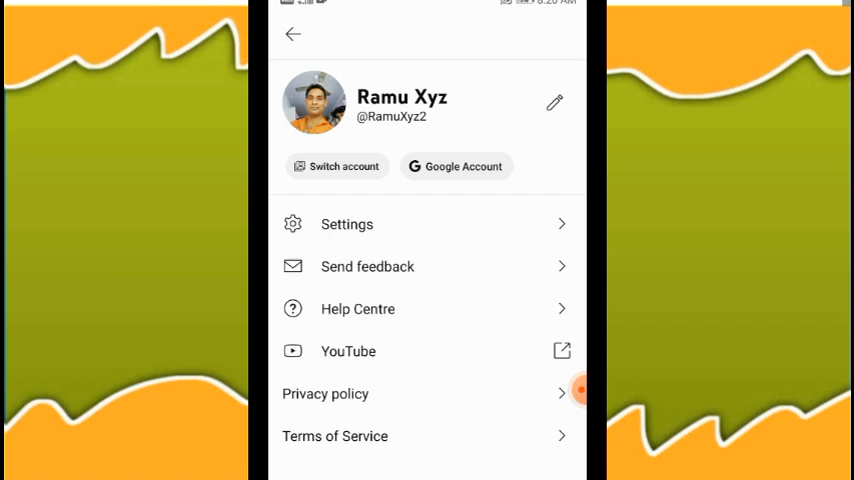 Ramu Xyz
@RamuXyz2
Switch account
Google Account
Settings
Send feedback
Help Centre
YouTube
Privacy policy
Terms of Service